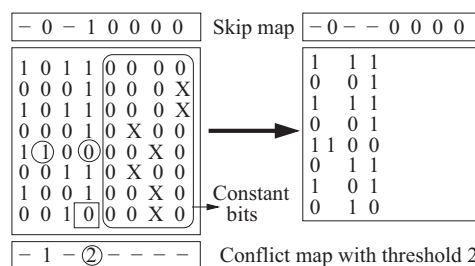 – 0 – 1 0 0 0 0 Skip map – 0 – – 0 0 0 0
1 0 1 1 0 0 0 0 1 1 1
0 0 0 1 0 0 0 X 0 0 1
1 0 1 1 0 0 0 X 1 1 1
0 0 0 1 0 X 0 0 0 0 1
1 1 0 0 0 0 X 0 1 1 0 0
0 0 1 1 0 X 0 0 0 1 1
1 0 0 1 0 0 X 0 1 0 1
0 0 1 0 0 0 X 0 0 1 0
Constant
bits
– 1 – 2 – – – – Conflict map with threshold 2